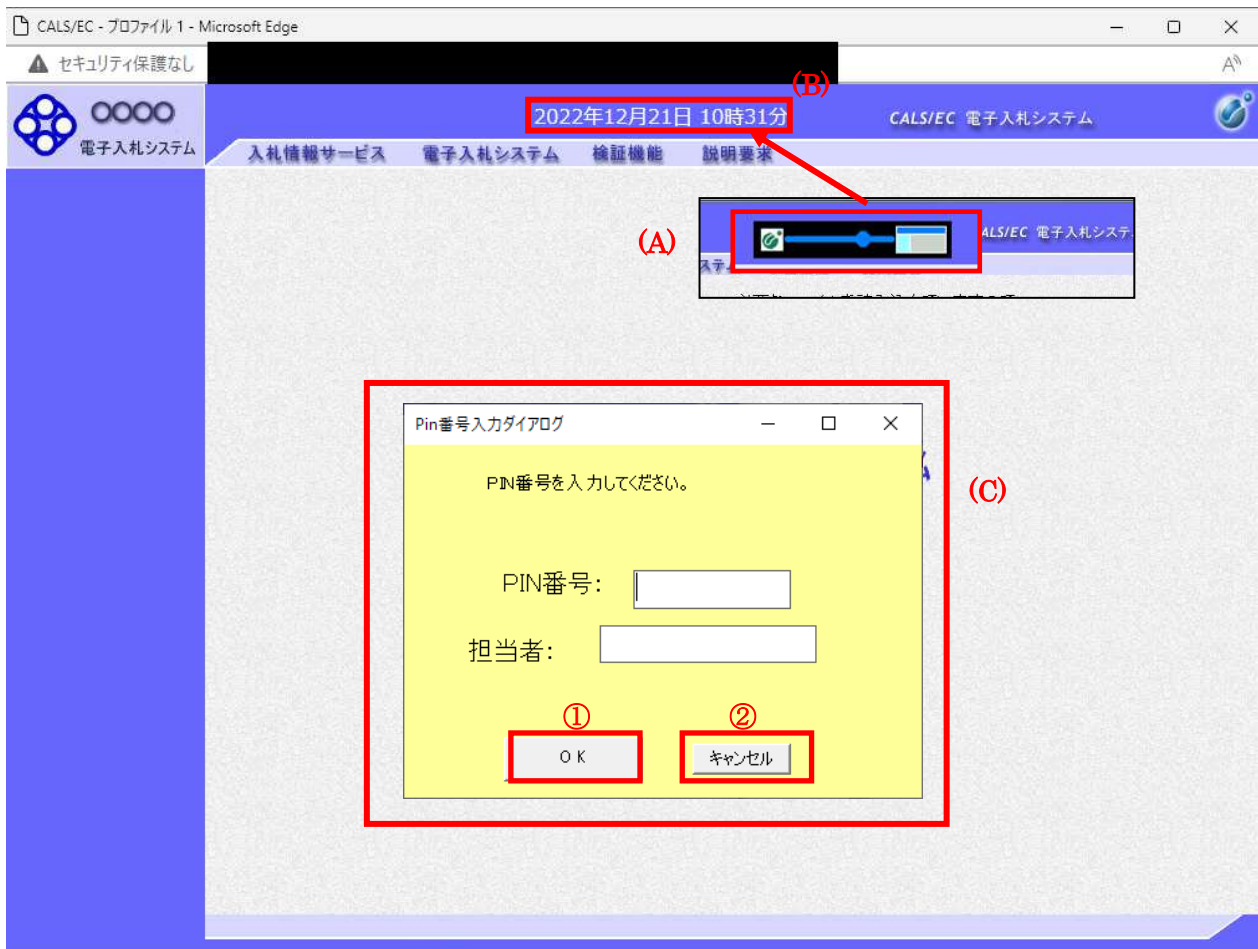 CALS/EC - プロファイル 1 - Microsoft Edge
セキュリティ保護なし
(B)
OOOO
電子入札システム
2022年12月21日 10時31分
CALS/EC 電子入札システム
入札情報サービス 電子入札システム 検証機能 説明要求
(A)
ALS/EC 電子入札システ
ステ
(C)
Pin番号入力ダイアログ
PIN番号を入力してください。
PIN番号:
担当者:
① ②
OK キャンセル